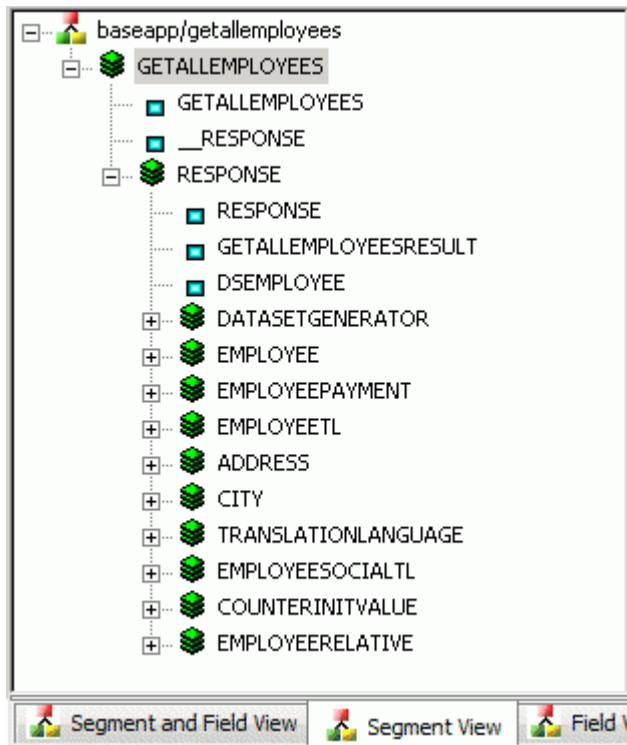 baseapp/getallemployees
GETALLEMPLOYEES
GETALLEMPLOYEES
__RESPONSE
RESPONSE
RESPONSE
GETALLEMPLOYEESRESULT
DSEMPLOYEE
DATASETGENERATOR
EMPLOYEE
EMPLOYEEPAYMENT
EMPLOYEETL
ADDRESS
CITY
TRANSLATIONLANGUAGE
EMPLOYEESOCIALTL
COUNTERINITVALUE
EMPLOYEERELATIVE
Segment and Field View Segment View Field